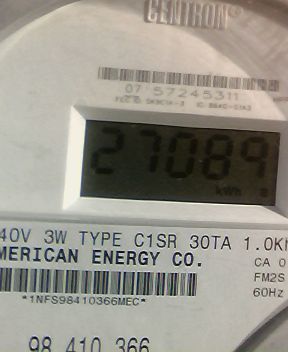 CENTRON®
07 57245311
27089
kWh
40V 3W TYPE C1SR 30TA 1.0K
MERICAN ENERGY CO.
CA 0
FM2S
60Hz
*1NFS98410366MEC*
98 410 366